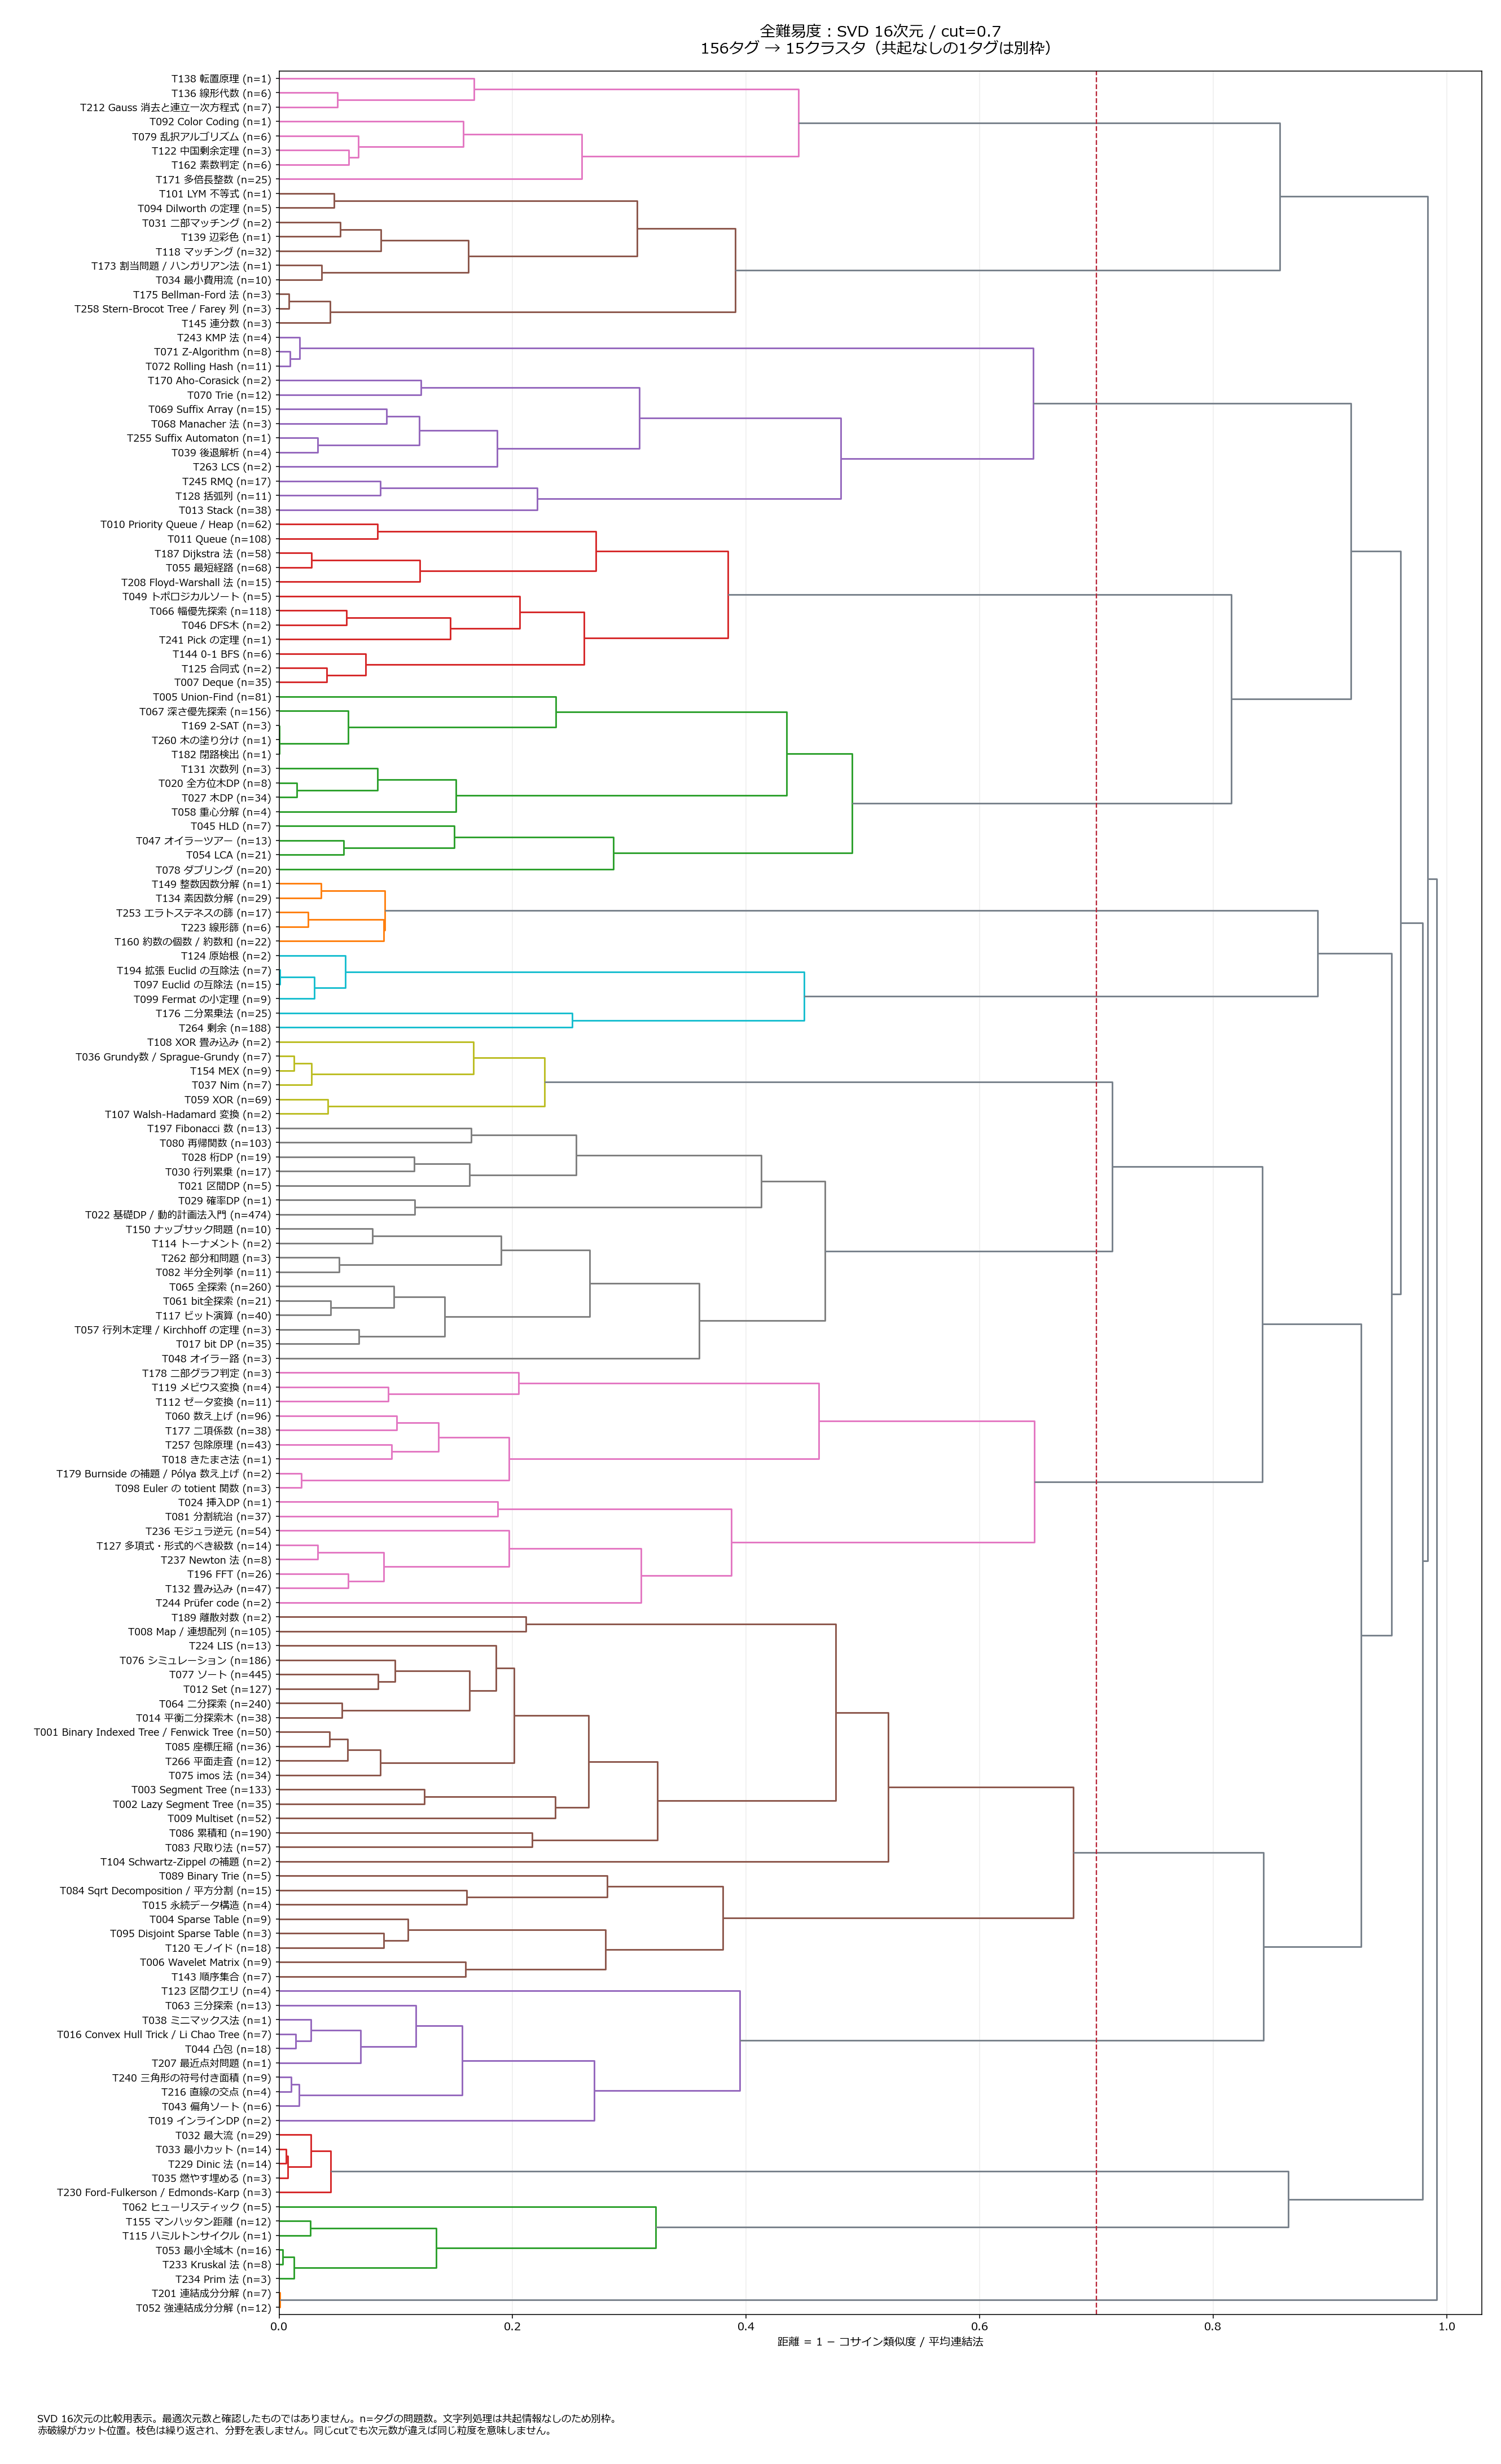 全難易度：SVD 16次元 / cut=0.7
156タグ → 15クラスタ（共起なしの1タグは別枠）
T138 転置原理 (n=1)
T136 線形代数 (n=6)
T212 Gauss 消去と連立一次方程式 (n=7)
T092 Color Coding (n=1)
T079 乱択アルゴリズム (n=6)
T122 中国剰余定理 (n=3)
T162 素数判定 (n=6)
T171 多倍長整数 (n=25)
T101 LYM 不等式 (n=1)
T094 Dilworth の定理 (n=5)
T031 二部マッチング (n=2)
T139 辺彩色 (n=1)
T118 マッチング (n=32)
T173 割当問題 / ハンガリアン法 (n=1)
T034 最小費用流 (n=10)
T175 Bellman-Ford 法 (n=3)
T258 Stern-Brocot Tree / Farey 列 (n=3)
T145 連分数 (n=3)
T243 KMP 法 (n=4)
T071 Z-Algorithm (n=8)
T072 Rolling Hash (n=11)
T170 Aho-Corasick (n=2)
T070 Trie (n=12)
T069 Suffix Array (n=15)
T068 Manacher 法 (n=3)
T255 Suffix Automaton (n=1)
T039 後退解析 (n=4)
T263 LCS (n=2)
T245 RMQ (n=17)
T128 括弧列 (n=11)
T013 Stack (n=38)
T010 Priority Queue / Heap (n=62)
T011 Queue (n=108)
T187 Dijkstra 法 (n=58)
T055 最短経路 (n=68)
T208 Floyd-Warshall 法 (n=15)
T049 トポロジカルソート (n=5)
T066 幅優先探索 (n=118)
T046 DFS木 (n=2)
T241 Pick の定理 (n=1)
T144 0-1 BFS (n=6)
T125 合同式 (n=2)
T007 Deque (n=35)
T005 Union-Find (n=81)
T067 深さ優先探索 (n=156)
T169 2-SAT (n=3)
T260 木の塗り分け (n=1)
T182 閉路検出 (n=1)
T131 次数列 (n=3)
T020 全方位木DP (n=8)
T027 木DP (n=34)
T058 重心分解 (n=4)
T045 HLD (n=7)
T047 オイラーツアー (n=13)
T054 LCA (n=21)
T078 ダブリング (n=20)
T149 整数因数分解 (n=1)
T134 素因数分解 (n=29)
T253 エラトステネスの篩 (n=17)
T223 線形篩 (n=6)
T160 約数の個数 / 約数和 (n=22)
T124 原始根 (n=2)
T194 拡張 Euclid の互除法 (n=7)
T097 Euclid の互除法 (n=15)
T099 Fermat の小定理 (n=9)
T176 二分累乗法 (n=25)
T264 剰余 (n=188)
T108 XOR 畳み込み (n=2)
T036 Grundy数 / Sprague-Grundy (n=7)
T154 MEX (n=9)
T037 Nim (n=7)
T059 XOR (n=69)
T107 Walsh-Hadamard 変換 (n=2)
T197 Fibonacci 数 (n=13)
T080 再帰関数 (n=103)
T028 桁DP (n=19)
T030 行列累乗 (n=17)
T021 区間DP (n=5)
T029 確率DP (n=1)
T022 基礎DP / 動的計画法入門 (n=474)
T150 ナップサック問題 (n=10)
T114 トーナメント (n=2)
T262 部分和問題 (n=3)
T082 半分全列挙 (n=11)
T065 全探索 (n=260)
T061 bit全探索 (n=21)
T117 ビット演算 (n=40)
T057 行列木定理 / Kirchhoff の定理 (n=3)
T017 bit DP (n=35)
T048 オイラー路 (n=3)
T178 二部グラフ判定 (n=3)
T119 メビウス変換 (n=4)
T112 ゼータ変換 (n=11)
T060 数え上げ (n=96)
T177 二項係数 (n=38)
T257 包除原理 (n=43)
T018 きたまさ法 (n=1)
T179 Burnside の補題 / Pólya 数え上げ (n=2)
T098 Euler の totient 関数 (n=3)
T024 挿入DP (n=1)
T081 分割統治 (n=37)
T236 モジュラ逆元 (n=54)
T127 多項式・形式的べき級数 (n=14)
T237 Newton 法 (n=8)
T196 FFT (n=26)
T132 畳み込み (n=47)
T244 Prüfer code (n=2)
T189 離散対数 (n=2)
T008 Map / 連想配列 (n=105)
T224 LIS (n=13)
T076 シミュレーション (n=186)
T077 ソート (n=445)
T012 Set (n=127)
T064 二分探索 (n=240)
T014 平衡二分探索木 (n=38)
T001 Binary Indexed Tree / Fenwick Tree (n=50)
T085 座標圧縮 (n=36)
T266 平面走査 (n=12)
T075 imos 法 (n=34)
T003 Segment Tree (n=133)
T002 Lazy Segment Tree (n=35)
T009 Multiset (n=52)
T086 累積和 (n=190)
T083 尺取り法 (n=57)
T104 Schwartz-Zippel の補題 (n=2)
T089 Binary Trie (n=5)
T084 Sqrt Decomposition / 平方分割 (n=15)
T015 永続データ構造 (n=4)
T004 Sparse Table (n=9)
T095 Disjoint Sparse Table (n=3)
T120 モノイド (n=18)
T006 Wavelet Matrix (n=9)
T143 順序集合 (n=7)
T123 区間クエリ (n=4)
T063 三分探索 (n=13)
T038 ミニマックス法 (n=1)
T016 Convex Hull Trick / Li Chao Tree (n=7)
T044 凸包 (n=18)
T207 最近点対問題 (n=1)
T240 三角形の符号付き面積 (n=9)
T216 直線の交点 (n=4)
T043 偏角ソート (n=6)
T019 インラインDP (n=2)
T032 最大流 (n=29)
T033 最小カット (n=14)
T229 Dinic 法 (n=14)
T035 燃やす埋める (n=3)
T230 Ford-Fulkerson / Edmonds-Karp (n=3)
T062 ヒューリスティック (n=5)
T155 マンハッタン距離 (n=12)
T115 ハミルトンサイクル (n=1)
T053 最小全域木 (n=16)
T233 Kruskal 法 (n=8)
T234 Prim 法 (n=3)
T201 連結成分分解 (n=7)
T052 強連結成分分解 (n=12)
0.0 0.2 0.4 0.6 0.8 1.0
距離 = 1 − コサイン類似度 / 平均連結法
SVD 16次元の比較用表示。最適次元数と確認したものではありません。n=タグの問題数。文字列処理は共起情報なしのため別枠。
赤破線がカット位置。枝色は繰り返され、分野を表しません。同じcutでも次元数が違えば同じ粒度を意味しません。